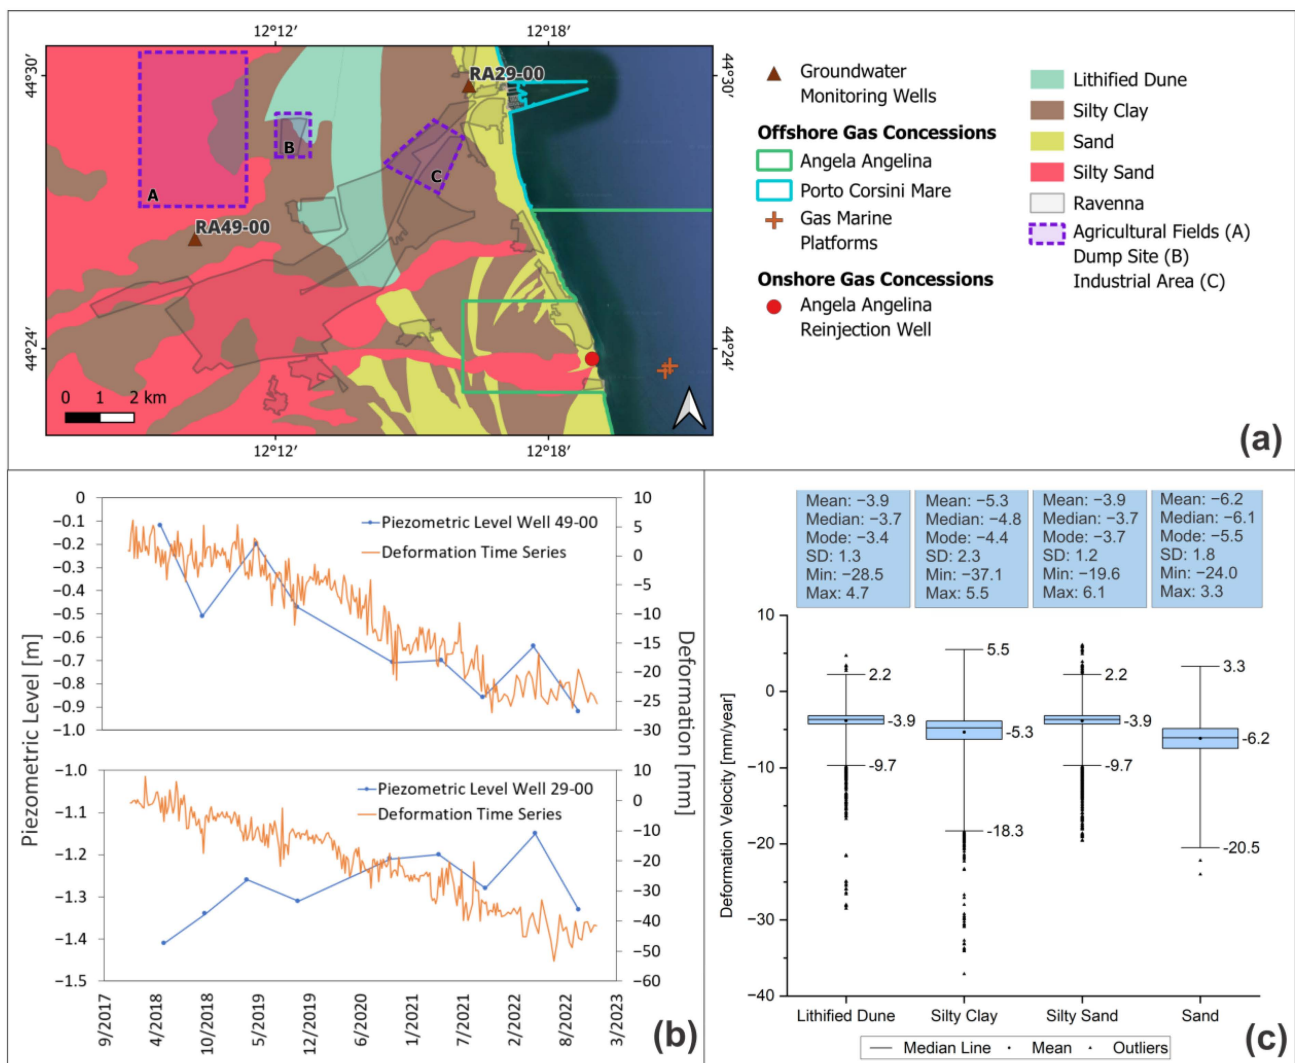 12°12′
12°18′
44°30′
44°30′
RA29-00
B
A
C
RA49-00
44°24′
44°24′
0 1 2 km
12°12′
12°18′
Groundwater
Monitoring Wells
Offshore Gas Concessions
Angela Angelina
Porto Corsini Mare
Gas Marine
Platforms
Onshore Gas Concessions
Angela Angelina
Reinjection Well
Lithified Dune
Silty Clay
Sand
Silty Sand
Ravenna
Agricultural Fields (A)
Dump Site (B)
Industrial Area (C)
(a)
Piezometric Level [m]
0
−0.1
−0.2
−0.3
−0.4
−0.5
−0.6
−0.7
−0.8
−0.9
−1.0
Piezometric Level Well 49-00
Deformation Time Series
10
5
0
−5
−10
−15
−20
−25
−30
Deformation [mm]
−1.0
−1.1
−1.2
−1.3
−1.4
−1.5
Piezometric Level Well 29-00
Deformation Time Series
10
0
−10
−20
−30
−40
−50
−60
9/2017
4/2018
10/2018
5/2019
12/2019
6/2020
1/2021
7/2021
2/2022
8/2022
3/2023
(b)
Mean: −3.9
Median: −3.7
Mode: −3.4
SD: 1.3
Min: −28.5
Max: 4.7
Mean: −5.3
Median: −4.8
Mode: −4.4
SD: 2.3
Min: −37.1
Max: 5.5
Mean: −3.9
Median: −3.7
Mode: −3.7
SD: 1.2
Min: −19.6
Max: 6.1
Mean: −6.2
Median: −6.1
Mode: −5.5
SD: 1.8
Min: −24.0
Max: 3.3
Deformation Velocity [mm/year]
10
0
−10
−20
−30
−40
2.2
-3.9
-9.7
5.5
-5.3
-18.3
2.2
-3.9
-9.7
3.3
-6.2
-20.5
Lithified Dune
Silty Clay
Silty Sand
Sand
Median Line
Mean
Outliers
(c)